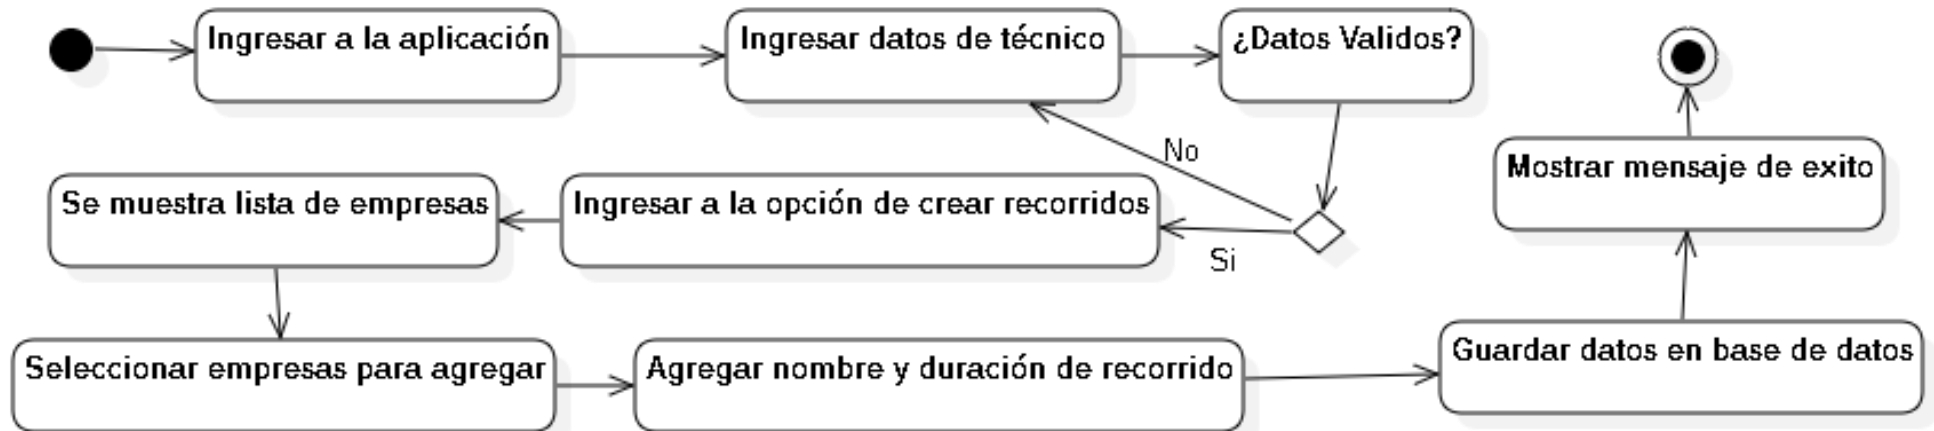 Ingresar a la aplicación
Ingresar datos de técnico
¿Datos Validos?
No
Si
Ingresar a la opción de crear recorridos
Se muestra lista de empresas
Seleccionar empresas para agregar
Agregar nombre y duración de recorrido
Guardar datos en base de datos
Mostrar mensaje de exito